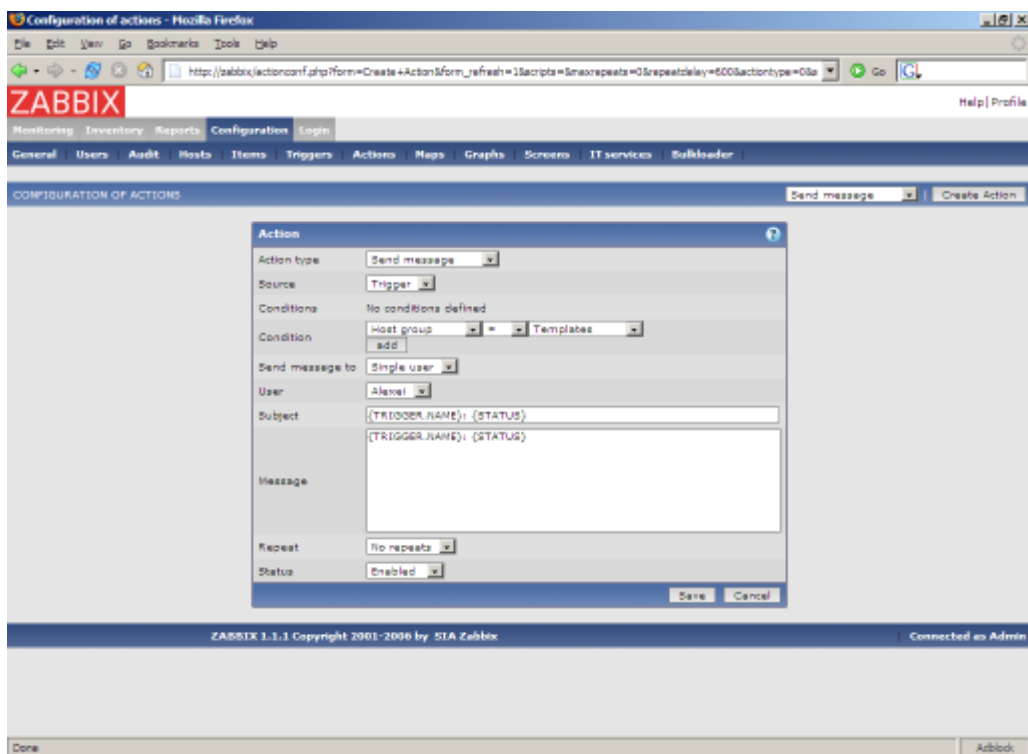 Configuration of actions - Mozilla Firefox
File Edit View Go Bookmarks Tools Help
http://zabbix/actionconf.php?form=Create+Action&form_refresh=1&scripts=&maxrepeats=0&repeatdelay=600&actiontype=0&s Go
ZABBIX
Help | Profile
Monitoring Inventory Reports Configuration Login
General | Users | Audit | Hosts | Items | Triggers | Actions | Maps | Graphs | Screens | IT services | Bulkloader |
CONFIGURATION OF ACTIONS Send message | Create Action
Action ?
Action type Send message
Source Trigger
Conditions No conditions defined
Condition Host group = Templates
add
Send message to Single user
User Alexei
Subject {TRIGGER.NAME}: {STATUS}
{TRIGGER.NAME}: {STATUS}
Message
Repeat No repeats
Status Enabled
Save Cancel
ZABBIX 1.1.1 Copyright 2001-2006 by SIA Zabbix | Connected as Admin
Done Adblock